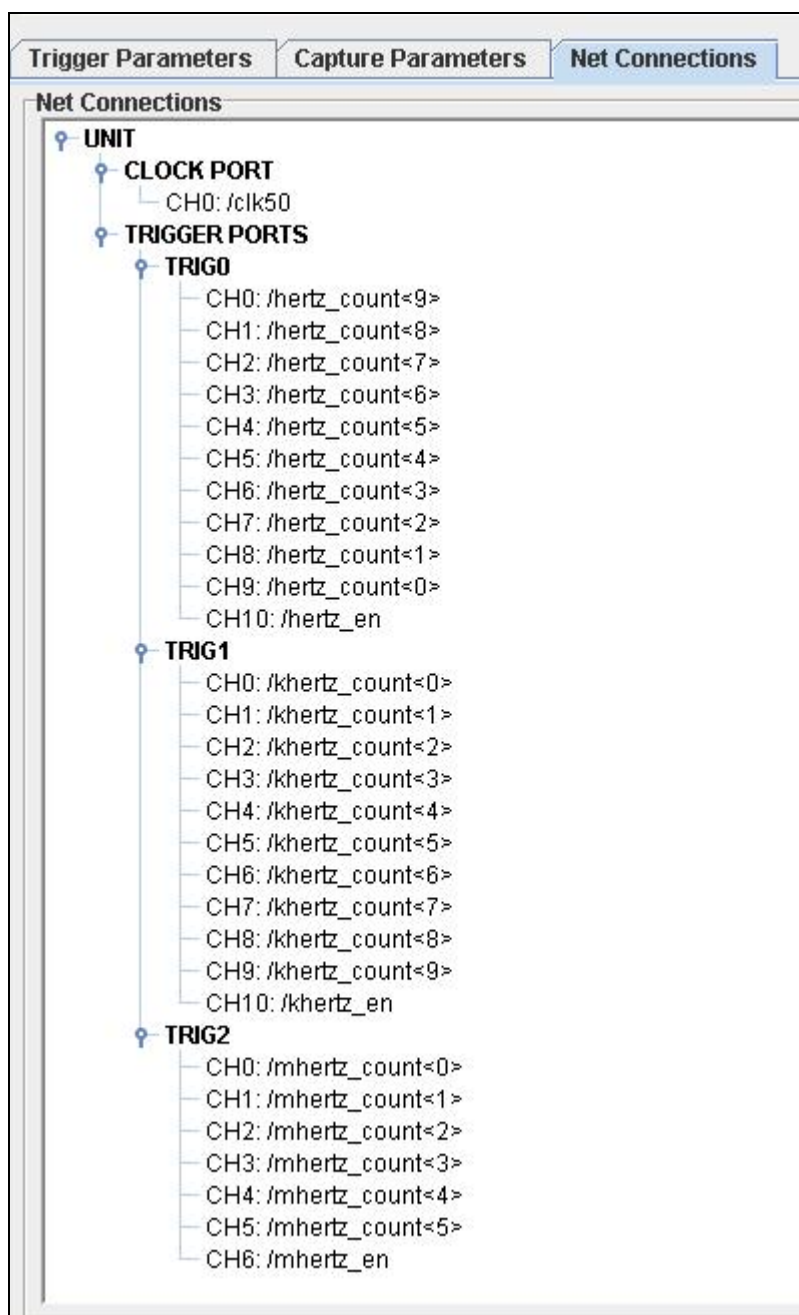 Trigger Parameters Capture Parameters Net Connections
Net Connections
UNIT
CLOCK PORT
CH0: /clk50
TRIGGER PORTS
TRIG0
CH0: /hertz_count<9>
CH1: /hertz_count<8>
CH2: /hertz_count<7>
CH3: /hertz_count<6>
CH4: /hertz_count<5>
CH5: /hertz_count<4>
CH6: /hertz_count<3>
CH7: /hertz_count<2>
CH8: /hertz_count<1>
CH9: /hertz_count<0>
CH10: /hertz_en
TRIG1
CH0: /khertz_count<0>
CH1: /khertz_count<1>
CH2: /khertz_count<2>
CH3: /khertz_count<3>
CH4: /khertz_count<4>
CH5: /khertz_count<5>
CH6: /khertz_count<6>
CH7: /khertz_count<7>
CH8: /khertz_count<8>
CH9: /khertz_count<9>
CH10: /khertz_en
TRIG2
CH0: /mhertz_count<0>
CH1: /mhertz_count<1>
CH2: /mhertz_count<2>
CH3: /mhertz_count<3>
CH4: /mhertz_count<4>
CH5: /mhertz_count<5>
CH6: /mhertz_en